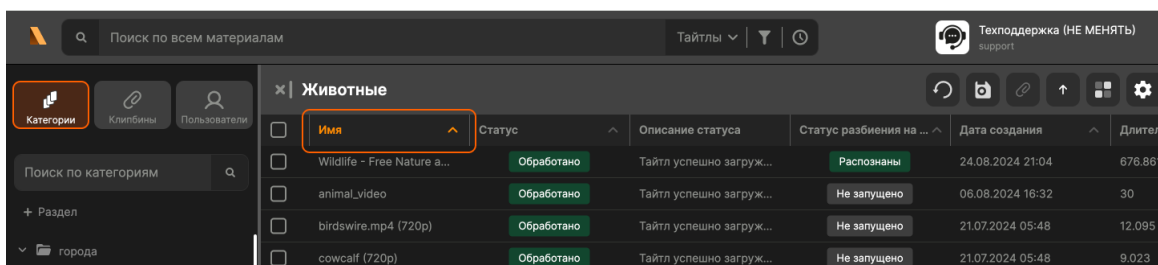 Поиск по всем материалам
Тайтлы
Техподдержка (НЕ МЕНЯТЬ)
support
Категории
Клипбины
Пользователи
Животные
Имя Статус Описание статуса Статус разбиения на ... Дата создания Длител
Wildlife - Free Nature a... Обработано Тайтл успешно загруж... Распознаны 24.08.2024 21:04 676.86
Поиск по категориям
animal_video Обработано Тайтл успешно загруж... Не запущено 06.08.2024 16:32 30
+ Раздел
birdswire.mp4 (720p) Обработано Тайтл успешно загруж... Не запущено 21.07.2024 05:48 12.095
города
cowcalf (720p) Обработано Тайтл успешно загруж... Не запущено 21.07.2024 05:48 9.023